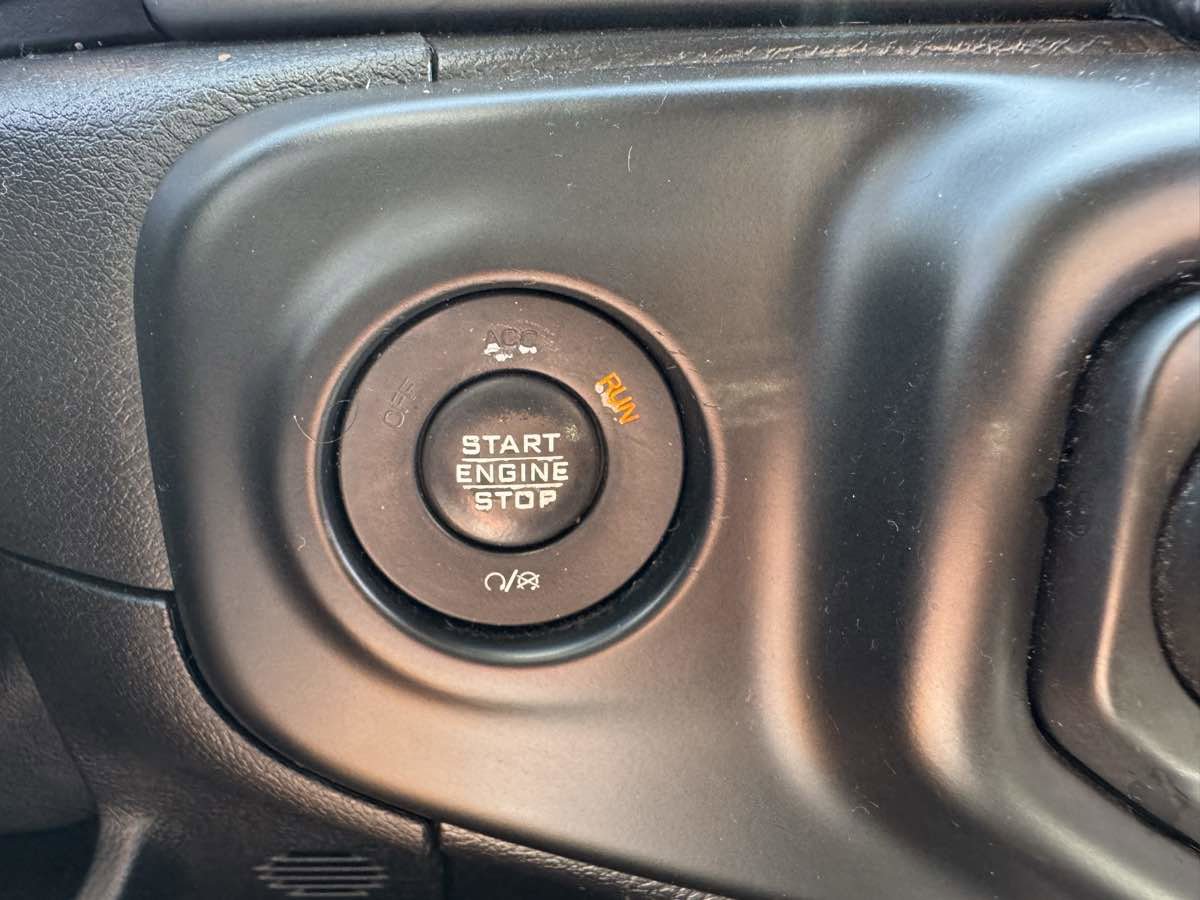 ACC
OFF
RUN
START
ENGINE
STOP